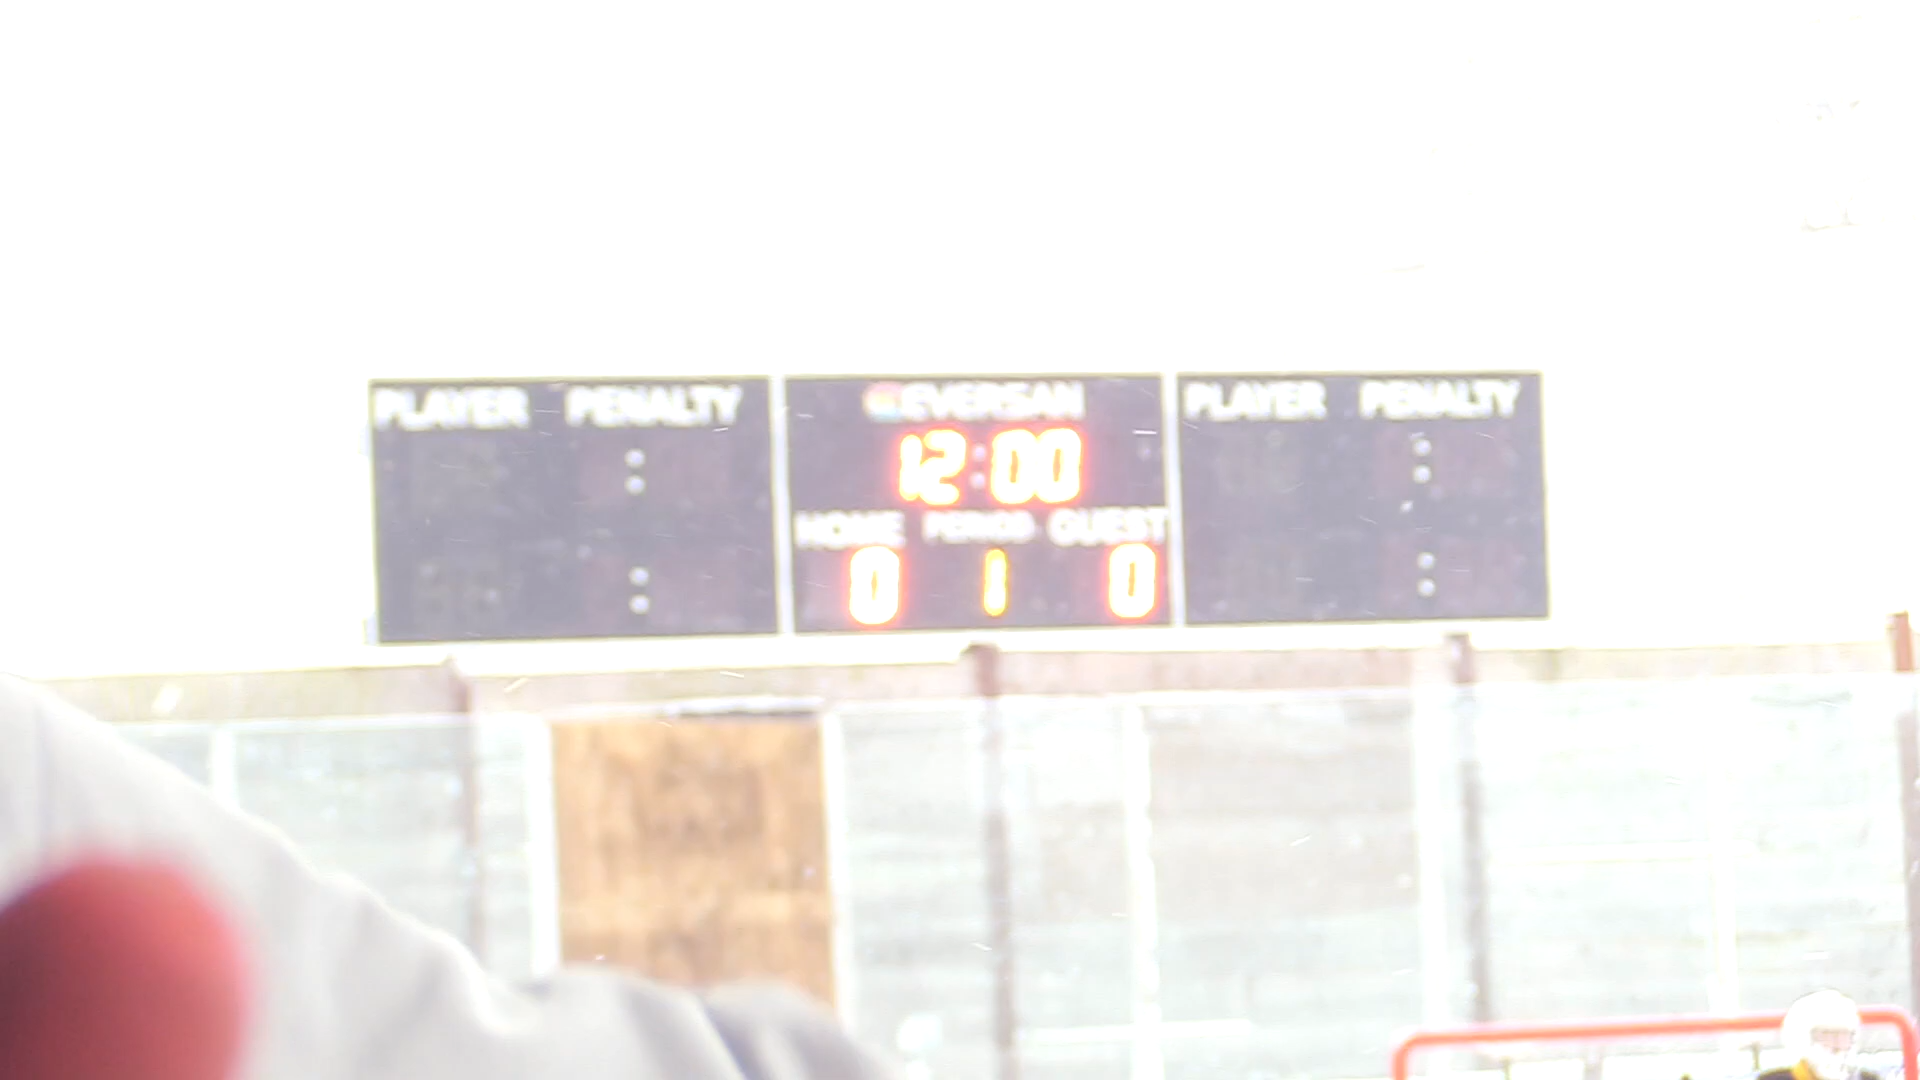 PLAYER PENALTY
EVERSAN
12:00
HOME PERIOD GUEST
0 1 0
PLAYER PENALTY